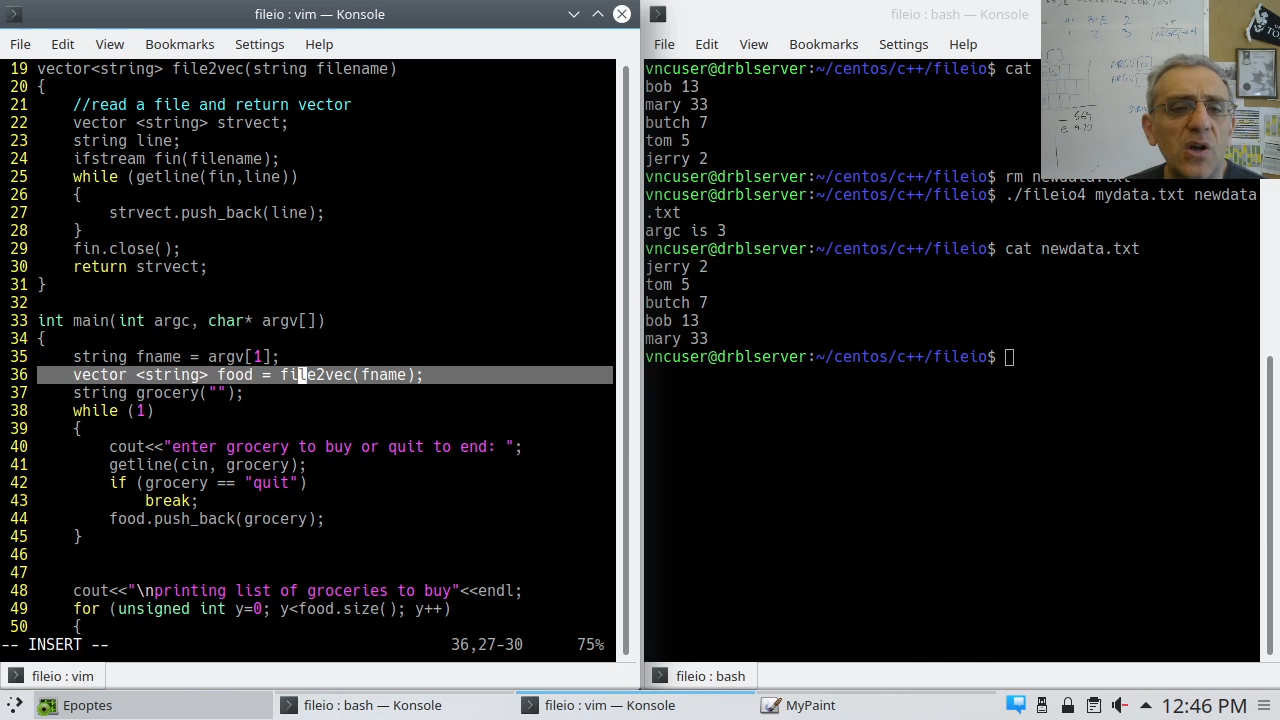 fileio : vim — Konsole
File Edit View Bookmarks Settings Help
19 vector<string> file2vec(string filename)
20 {
21     //read a file and return vector
22     vector <string> strvect;
23     string line;
24     ifstream fin(filename);
25     while (getline(fin,line))
26     {
27         strvect.push_back(line);
28     }
29     fin.close();
30     return strvect;
31 }
32
33 int main(int argc, char* argv[])
34 {
35     string fname = argv[1];
36     vector <string> food = file2vec(fname);
37     string grocery("");
38     while (1)
39     {
40         cout<<"enter grocery to buy or quit to end: ";
41         getline(cin, grocery);
42         if (grocery == "quit")
43             break;
44         food.push_back(grocery);
45     }
46
47
48     cout<<"\nprinting list of groceries to buy"<<endl;
49     for (unsigned int y=0; y<food.size(); y++)
50     {
-- INSERT -- 36,27-30 75%
fileio : vim
fileio : bash — Konsole
File Edit View Bookmarks Settings Help
vncuser@drblserver:~/centos/c++/fileio$ cat
bob 13
mary 33
butch 7
tom 5
jerry 2
vncuser@drblserver:~/centos/c++/fileio$ rm newdata.txt
vncuser@drblserver:~/centos/c++/fileio$ ./fileio4 mydata.txt newdata
.txt
argc is 3
vncuser@drblserver:~/centos/c++/fileio$ cat newdata.txt
jerry 2
tom 5
butch 7
bob 13
mary 33
vncuser@drblserver:~/centos/c++/fileio$
fileio : bash
Epoptes fileio : bash — Konsole fileio : vim — Konsole MyPaint 12:46 PM